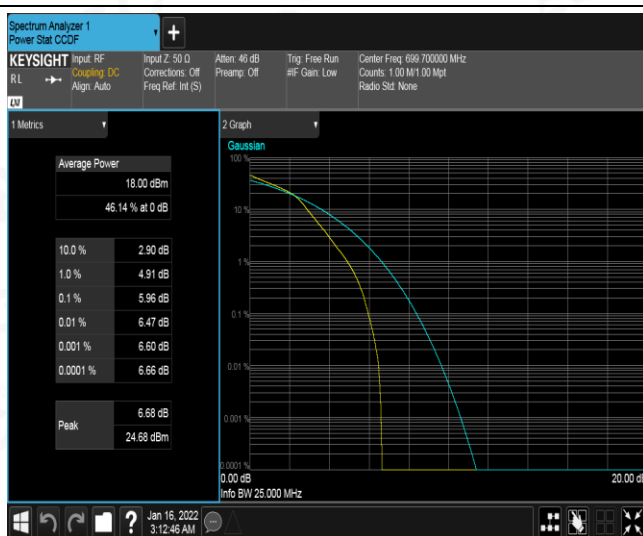 Spectrum Analyzer 1
Power Stat CCDF
+
KEYSIGHT
RL
Input: RF
Coupling: DC
Align: Auto
Input Z: 50 Ω
Corrections: Off
Freq Ref: Int (S)
Atten: 46 dB
Preamp: Off
Trig: Free Run
#IF Gain: Low
Center Freq: 699.700000 MHz
Counts: 1.00 M/1.00 Mpt
Radio Std: None
1 Metrics
Average Power
18.00 dBm
46.14 % at 0 dB
10.0 % 2.90 dB
1.0 % 4.91 dB
0.1 % 5.96 dB
0.01 % 6.47 dB
0.001 % 6.60 dB
0.0001 % 6.66 dB
Peak
6.68 dB
24.68 dBm
2 Graph
Gaussian
100 %
10 %
1 %
0.1 %
0.01 %
0.001 %
0.0001 %
0.00 dB
20.00 dB
Info BW 25.000 MHz
?
Jan 16, 2022
3:12:46 AM